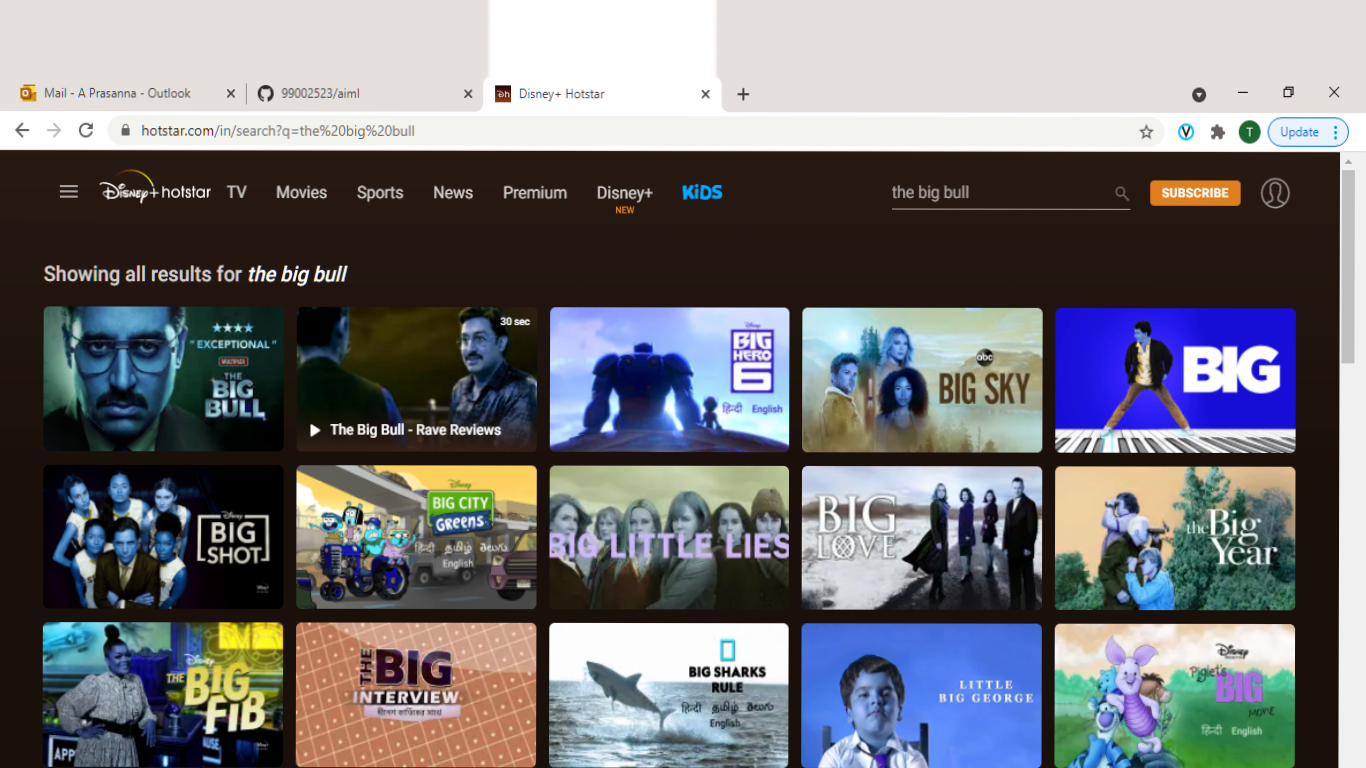 Mail - A Prasanna - Outlook
99002523/aiml
Disney+ Hotstar
hotstar.com/in/search?q=the%20big%20bull
T
Update
Disney+ hotstar
TV
Movies
Sports
News
Premium
Disney+
NEW
KiDS
the big bull
SUBSCRIBE
Showing all results for the big bull
"EXCEPTIONAL"
THE
BIG
BULL
30 sec
The Big Bull - Rave Reviews
Disney
BIG
HERO
6
हिन्दी English
abc
BIG SKY
BIG
Disney
BIG
SHOT
Disney+
Disney
BIG CITY
GREENS
हिन्दी தமிழ் తెలుగు
English
BIG LITTLE LIES
BIG
LOVE
the Big
Year
Disney
THE BIG
FIB
APP
Disney+
THE BIG
INTERVIEW
BIG SHARKS
RULE
हिन्दी தமிழ் తెలుగు
English
LITTLE
BIG GEORGE
Disney
Piglet's
BIG
MOVIE
हिन्दी English